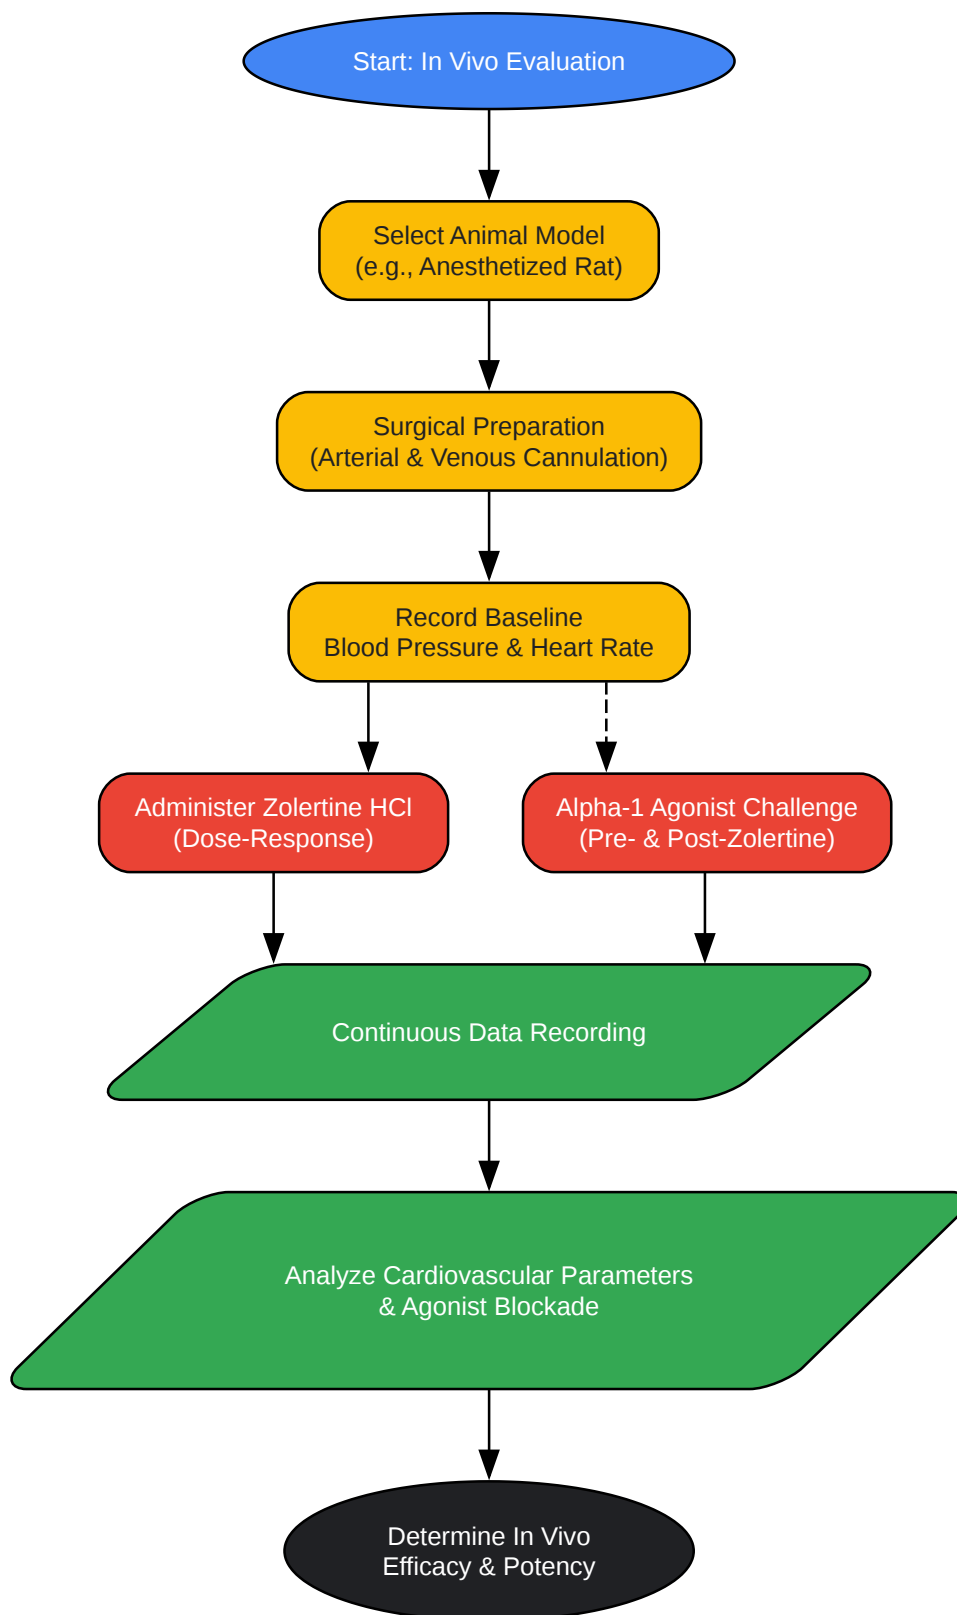 Start: In Vivo Evaluation
Select Animal Model
(e.g., Anesthetized Rat)
Surgical Preparation
(Arterial & Venous Cannulation)
Record Baseline
Blood Pressure & Heart Rate
Administer Zolertine HCl
(Dose-Response)
Alpha-1 Agonist Challenge
(Pre- & Post-Zolertine)
Continuous Data Recording
Analyze Cardiovascular Parameters
& Agonist Blockade
Determine In Vivo
Efficacy & Potency